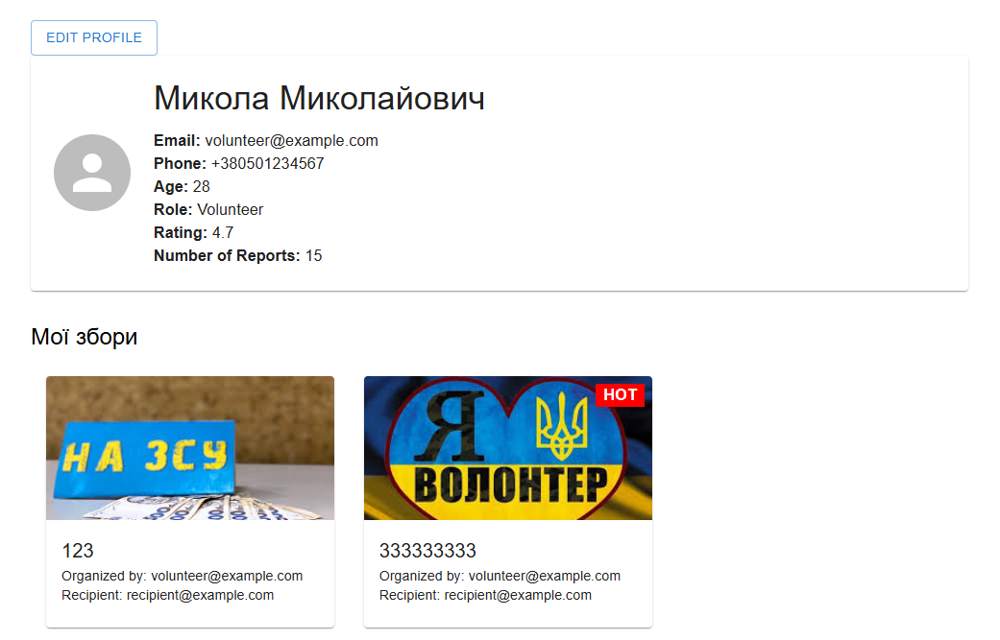 EDIT PROFILE
Микола Миколайович
Email: volunteer@example.com
Phone: +380501234567
Age: 28
Role: Volunteer
Rating: 4.7
Number of Reports: 15
Мої збори
НА ЗСУ
HOT
Я
ВОЛОНТЕР
123
Organized by: volunteer@example.com
Recipient: recipient@example.com
333333333
Organized by: volunteer@example.com
Recipient: recipient@example.com